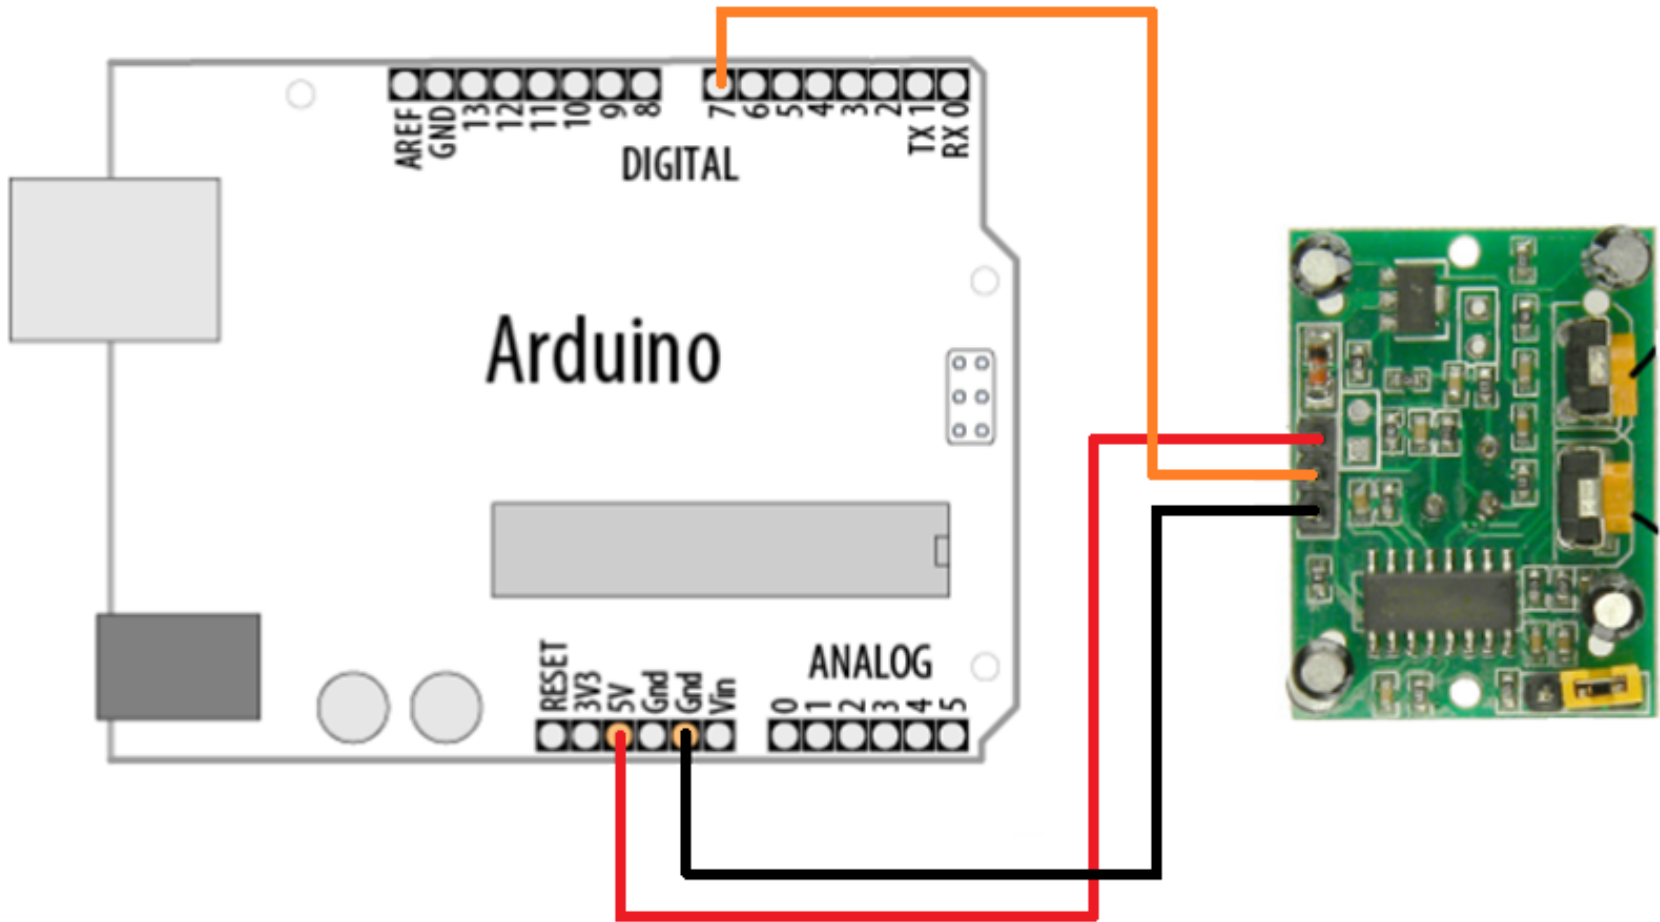 AREF
GND
13
12
11
10
9
8
7
6
5
4
3
2
TX 1
RX 0
DIGITAL
Arduino
ANALOG
RESET
3V3
5V
Gnd
Gnd
Vin
0
1
2
3
4
5